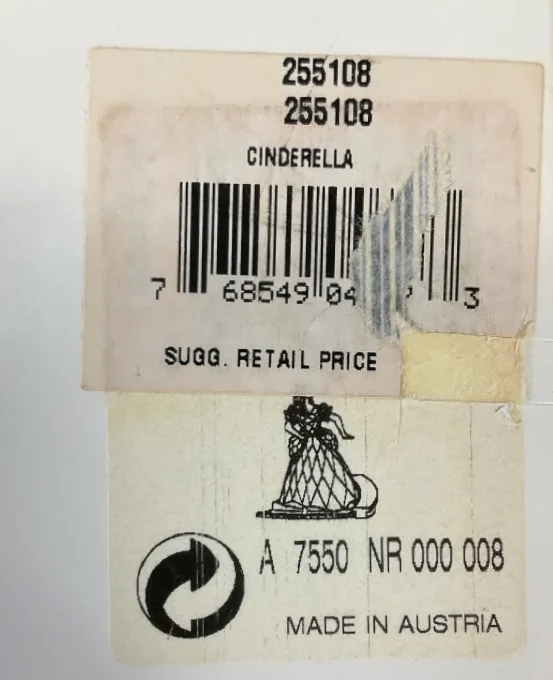 255108
255108
CINDERELLA
7 68549 04 3
SUGG. RETAIL PRICE
A 7550 NR 000 008
MADE IN AUSTRIA